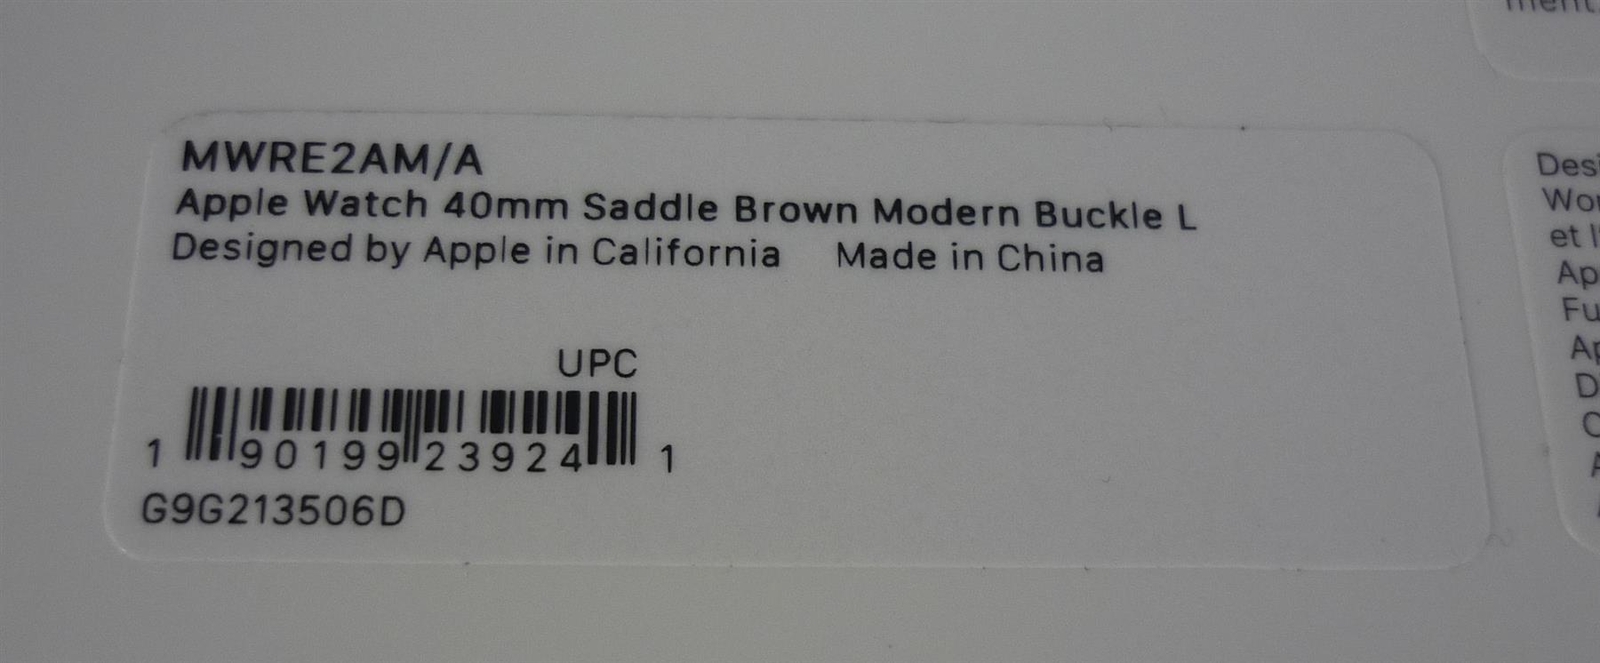 MWRE2AM/A
Apple Watch 40mm Saddle Brown Modern Buckle L
Designed by Apple in California Made in China
UPC
1 90199 23924 1
G9G213506D
et